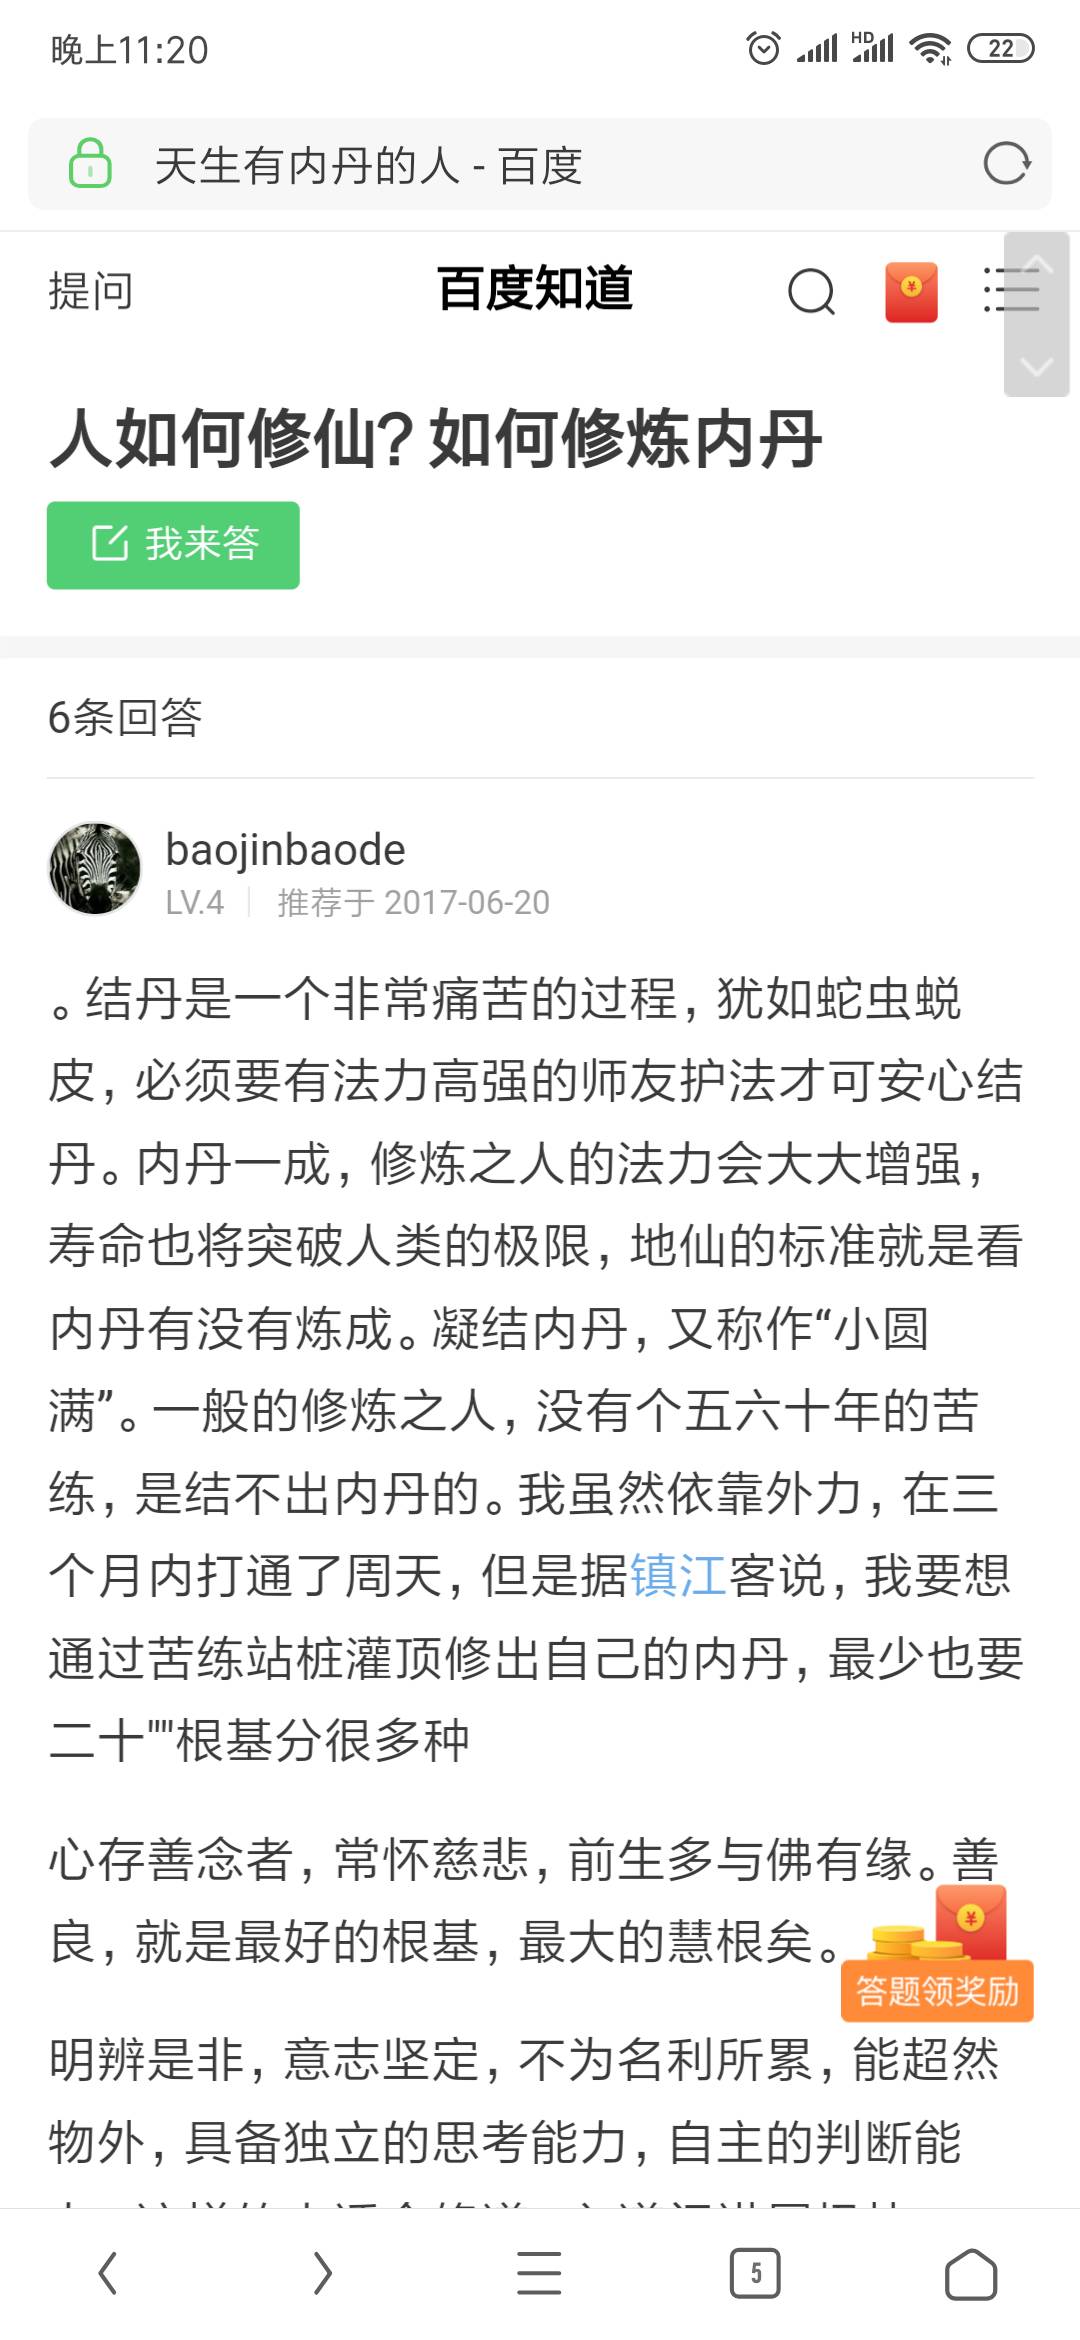 晚上11:20
HD
22
天生有内丹的人 - 百度
提问
百度知道
¥
人如何修仙? 如何修炼内丹
我来答
6条回答
baojinbaode
LV.4
推荐于 2017-06-20
。结丹是一个非常痛苦的过程, 犹如蛇虫蜕
皮, 必须要有法力高强的师友护法才可安心结
丹。内丹一成, 修炼之人的法力会大大增强,
寿命也将突破人类的极限, 地仙的标准就是看
内丹有没有炼成。凝结内丹, 又称作“小圆
满”。一般的修炼之人, 没有个五六十年的苦
练, 是结不出内丹的。我虽然依靠外力, 在三
个月内打通了周天, 但是据镇江客说, 我要想
通过苦练站桩灌顶修出自己的内丹, 最少也要
二十""根基分很多种
心存善念者, 常怀慈悲, 前生多与佛有缘。善
良, 就是最好的根基, 最大的慧根矣。
¥
答题领奖励
明辨是非, 意志坚定, 不为名利所累, 能超然
物外, 具备独立的思考能力, 自主的判断能
5